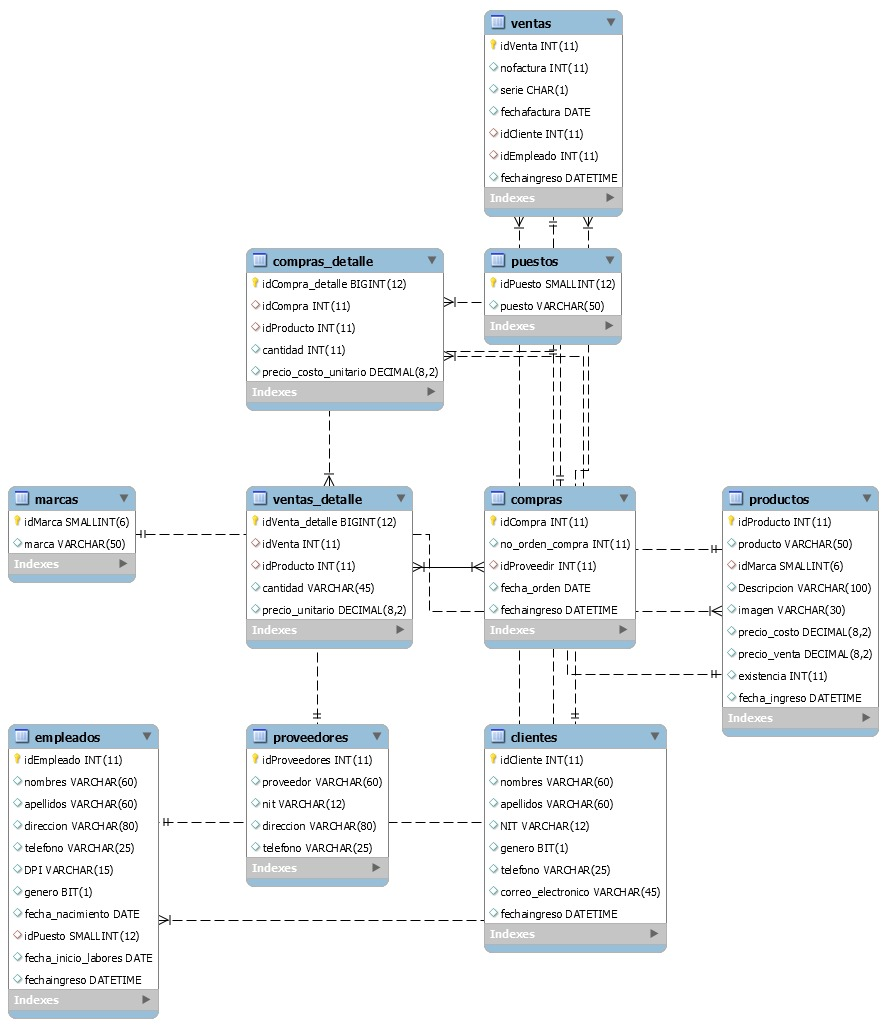 ventas
idVenta INT(11)
nofactura INT(11)
serie CHAR(1)
fechafactura DATE
idCliente INT(11)
idEmpleado INT(11)
fechaingreso DATETIME
Indexes
compras_detalle
idCompra_detalle BIGINT(12)
idCompra INT(11)
idProducto INT(11)
cantidad INT(11)
precio_costo_unitario DECIMAL(8,2)
Indexes
puestos
idPuesto SMALLINT(12)
puesto VARCHAR(50)
Indexes
marcas
idMarca SMALLINT(6)
marca VARCHAR(50)
Indexes
ventas_detalle
idVenta_detalle BIGINT(12)
idVenta INT(11)
idProducto INT(11)
cantidad VARCHAR(45)
precio_unitario DECIMAL(8,2)
Indexes
compras
idCompra INT(11)
no_orden_compra INT(11)
idProveedir INT(11)
fecha_orden DATE
fechaingreso DATETIME
Indexes
productos
idProducto INT(11)
producto VARCHAR(50)
idMarca SMALLINT(6)
Descripcion VARCHAR(100)
imagen VARCHAR(30)
precio_costo DECIMAL(8,2)
precio_venta DECIMAL(8,2)
existencia INT(11)
fecha_ingreso DATETIME
Indexes
empleados
idEmpleado INT(11)
nombres VARCHAR(60)
apellidos VARCHAR(60)
direccion VARCHAR(80)
telefono VARCHAR(25)
DPI VARCHAR(15)
genero BIT(1)
fecha_nacimiento DATE
idPuesto SMALLINT(12)
fecha_inicio_labores DATE
fechaingreso DATETIME
Indexes
proveedores
idProveedores INT(11)
proveedor VARCHAR(60)
nit VARCHAR(12)
direccion VARCHAR(80)
telefono VARCHAR(25)
Indexes
clientes
idCliente INT(11)
nombres VARCHAR(60)
apellidos VARCHAR(60)
NIT VARCHAR(12)
genero BIT(1)
telefono VARCHAR(25)
correo_electronico VARCHAR(45)
fechaingreso DATETIME
Indexes